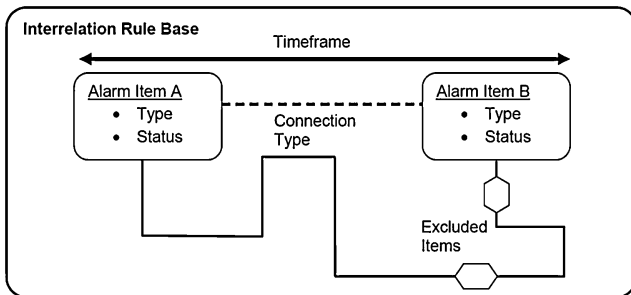 Interrelation Rule Base
Timeframe
Alarm Item A
• Type
• Status
Connection
Type
Alarm Item B
• Type
• Status
Excluded
Items